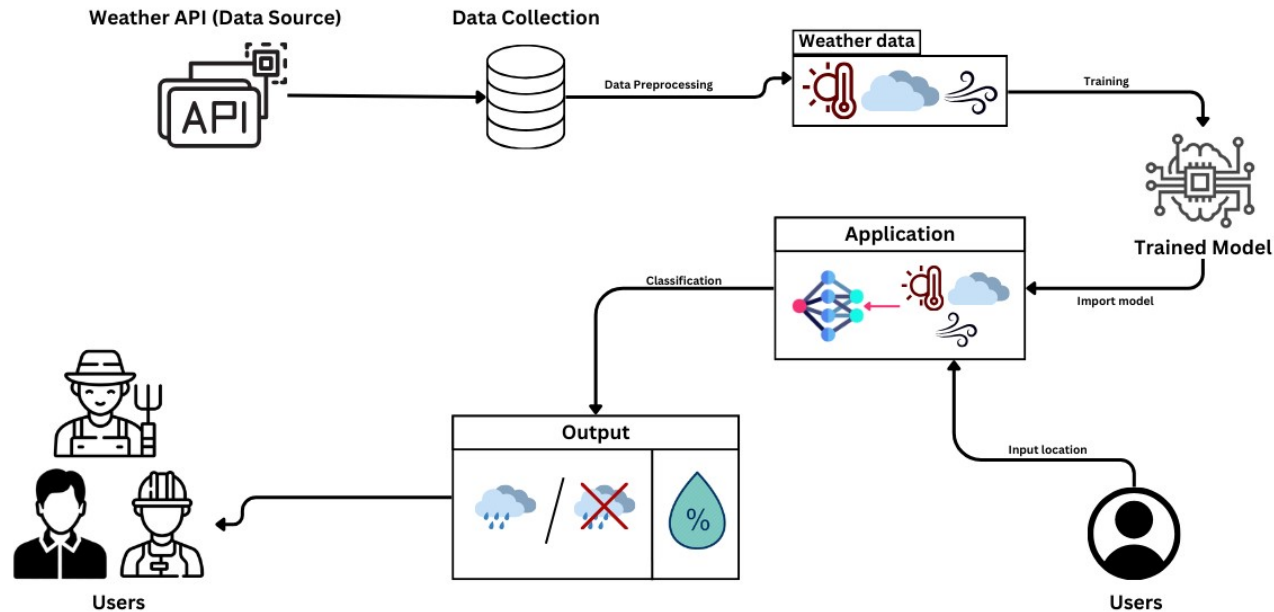 Weather API (Data Source)
Data Collection
Weather data
API
Data Preprocessing
Training
Trained Model
Application
Import model
Classification
Output
%
Input location
Users
Users